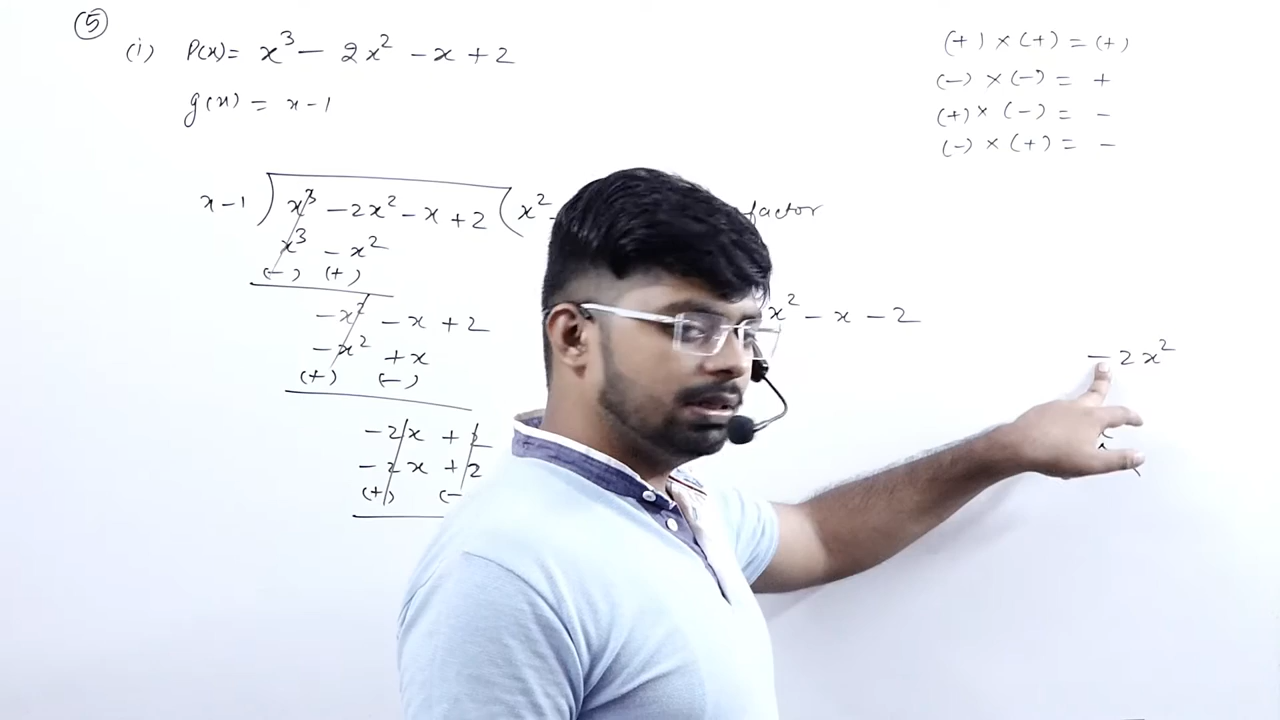 (5)
(i) P(x) = x³ - 2x² - x + 2
g(x) = x - 1
(+) × (+) = (+)
(-) × (-) = +
(+) × (-) = -
(-) × (+) = -
x - 1 ) x³ - 2x² - x + 2 ( x² -
x³ - x²
(-) (+)
- x² - x + 2
- x² + x
(+) (-)
- 2x + 2
- 2x + 2
(+) (-
factor
x² - x - 2
- 2x²